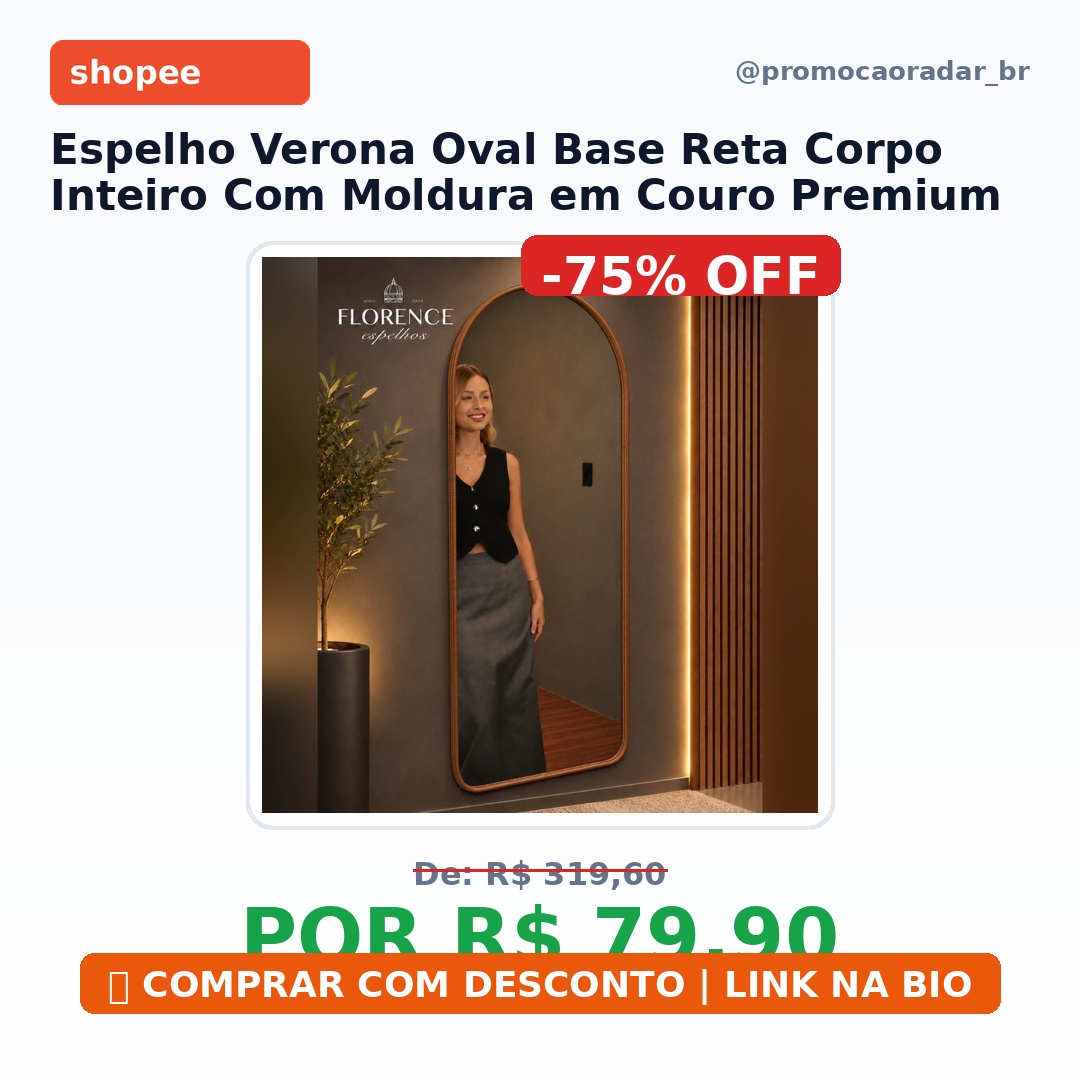 shopee
@promocaoradar_br
Espelho Verona Oval Base Reta Corpo
Inteiro Com Moldura em Couro Premium
-75% OFF
FLORENCE
espelhos
De: R$ 319,60
POR R$ 79,90
COMPRAR COM DESCONTO | LINK NA BIO